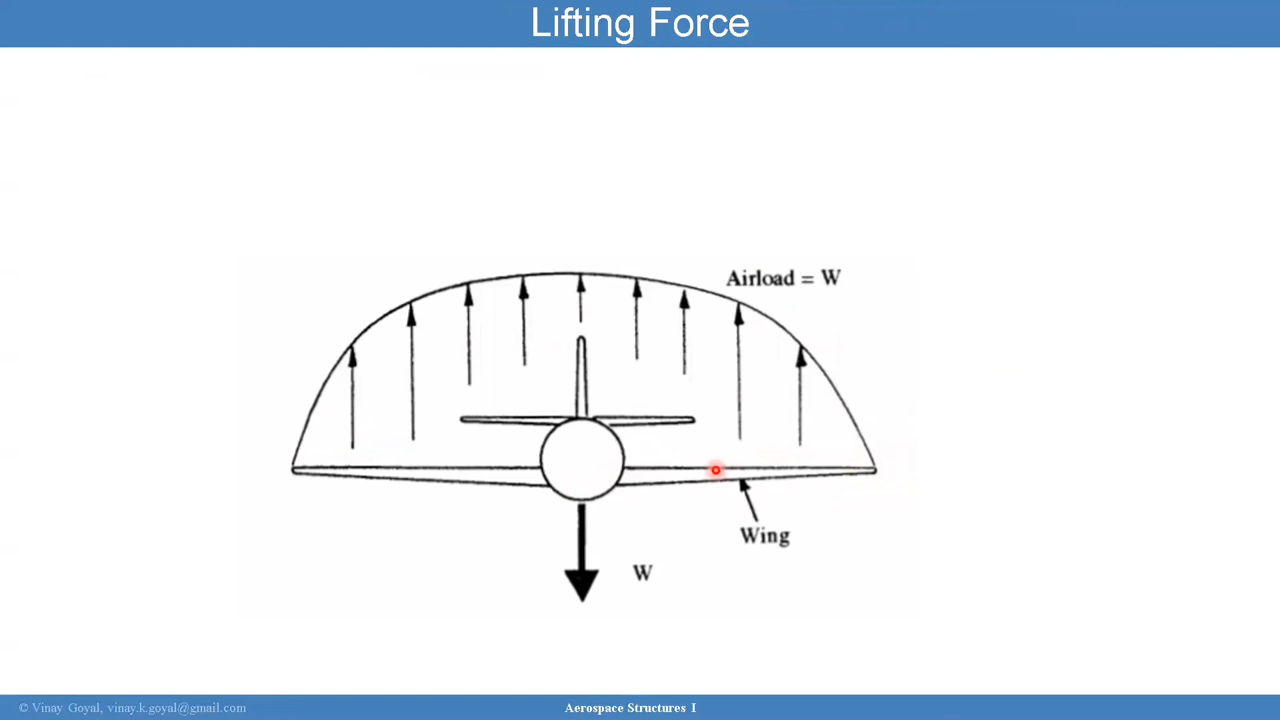 Lifting Force
Airload = W
Wing
W
© Vinay Goyal, vinay.k.goyal@gmail.com
Aerospace Structures I